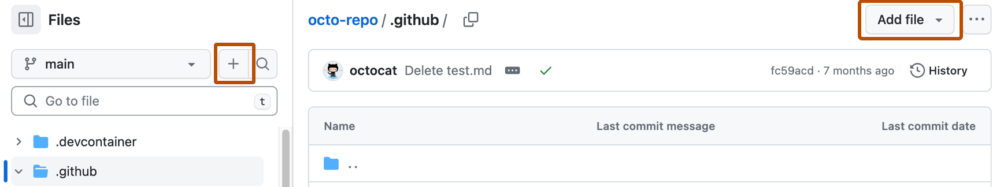 Files
main
Go to file
t
.devcontainer
.github
octo-repo / .github /
Add file
octocat Delete test.md
fc59acd · 7 months ago
History
Name Last commit message Last commit date
..